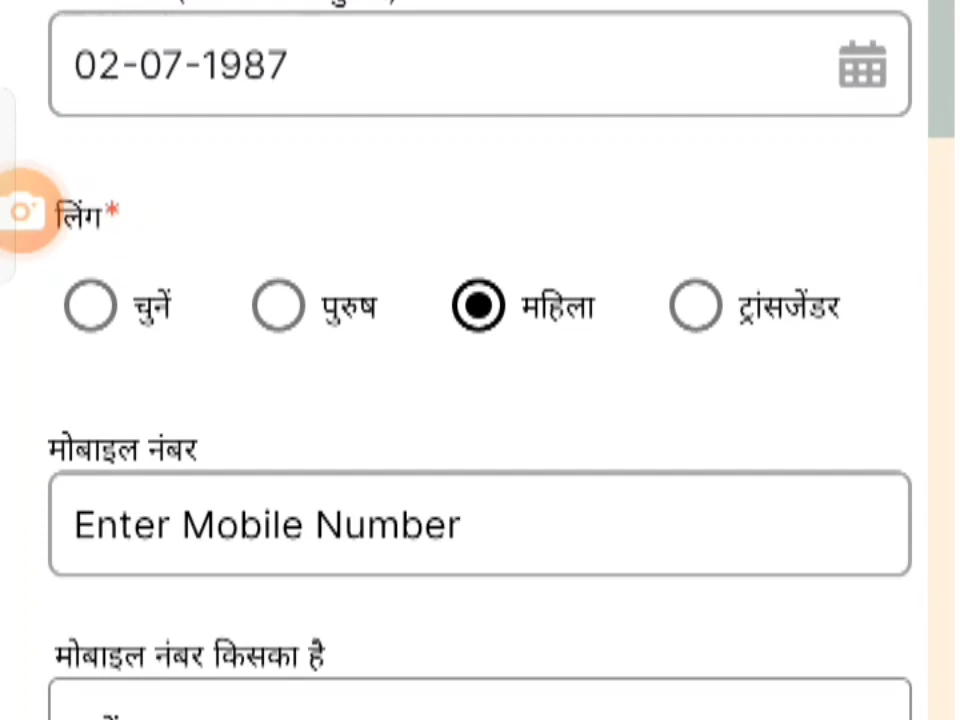 02-07-1987
लिंग*
चुनें पुरुष महिला ट्रांसजेंडर
मोबाइल नंबर
Enter Mobile Number
मोबाइल नंबर किसका है